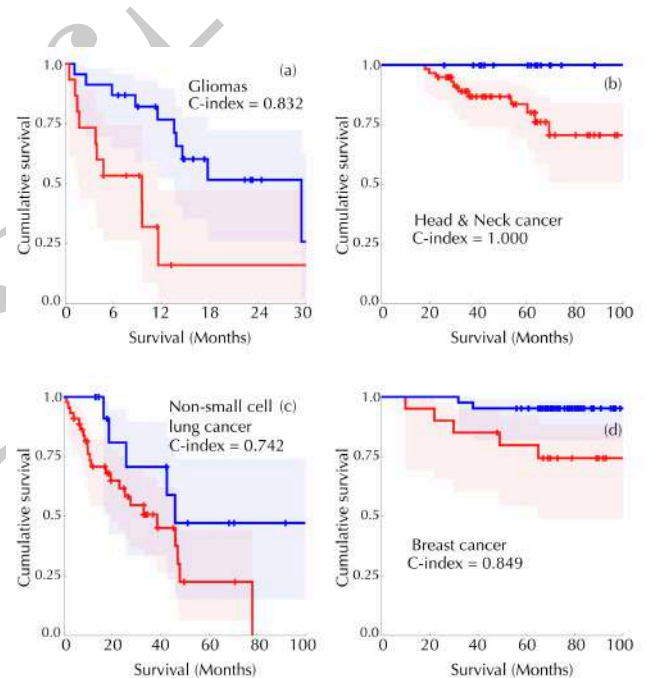 (a)
Gliomas
C-index = 0.832
Cumulative survival
1.0
0.75
0.5
0.25
0.0
0 6 12 18 24 30
Survival (Months)
(b)
Head & Neck cancer
C-index = 1.000
Cumulative survival
1.0
0.75
0.5
0.25
0.0
0 20 40 60 80 100
Survival (Months)
Non-small cell (c)
lung cancer
C-index = 0.742
Cumulative survival
1.0
0.75
0.5
0.25
0.0
0 20 40 60 80 100
Survival (Months)
(d)
Breast cancer
C-index = 0.849
Cumulative survival
1.0
0.75
0.5
0.25
0.0
0 20 40 60 80 100
Survival (Months)